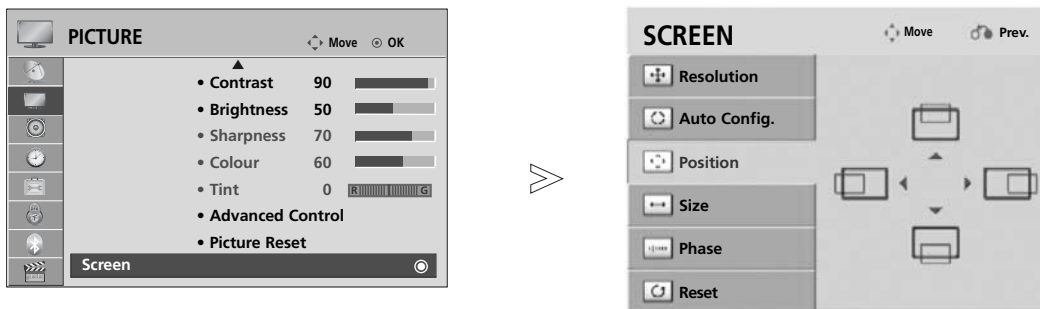 PICTURE
Move OK
• Contrast 90
• Brightness 50
• Sharpness 70
• Colour 60
• Tint 0 R G
• Advanced Control
• Picture Reset
Screen
SCREEN
Move Prev.
Resolution
Auto Config.
Position
Size
Phase
Reset